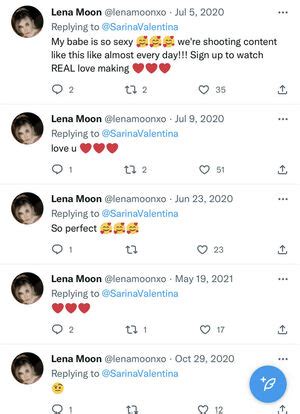 Lena Moon @lenamoonxo · Jul 5, 2020
Replying to @SarinaValentina
My babe is so sexy 🥰🥰🥰 we're shooting content
like this like almost every day!!! Sign up to watch
REAL love making ❤️❤️❤️
2 2 35
Lena Moon @lenamoonxo · Jul 9, 2020
Replying to @SarinaValentina
love u ❤️❤️❤️
1 2 51
Lena Moon @lenamoonxo · Jun 23, 2020
Replying to @SarinaValentina
So perfect 🥰🥰🥰
1 23
Lena Moon @lenamoonxo · May 19, 2021
Replying to @SarinaValentina
❤️❤️❤️
2 1 17
Lena Moon @lenamoonxo · Oct 29, 2020
Replying to @SarinaValentina
🤕
1 12